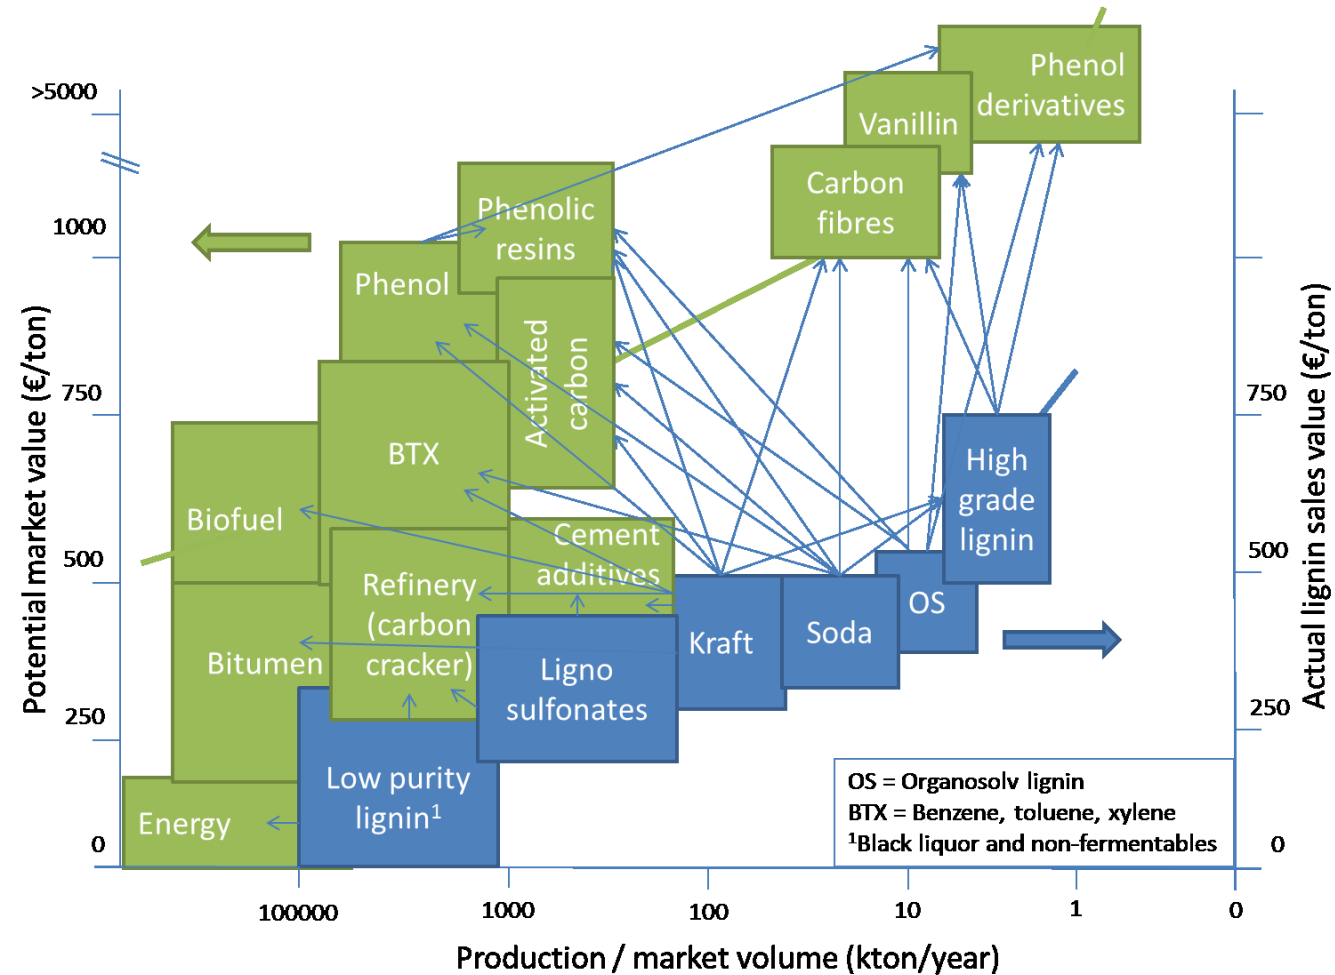 >5000
1000
750
500
250
0
Potential market value (€/ton)
Phenol
derivatives
Vanillin
Carbon
fibres
Phenolic
resins
Phenol
Activated
carbon
BTX
Biofuel
Cement
additives
Refinery
(carbon
cracker)
Bitumen
Energy
Low purity
lignin¹
Ligno
sulfonates
Kraft
Soda
OS
High
grade
lignin
750
500
250
0
Actual lignin sales value (€/ton)
OS = Organosolv lignin
BTX = Benzene, toluene, xylene
¹Black liquor and non-fermentables
100000
1000
100
10
1
0
Production / market volume (kton/year)